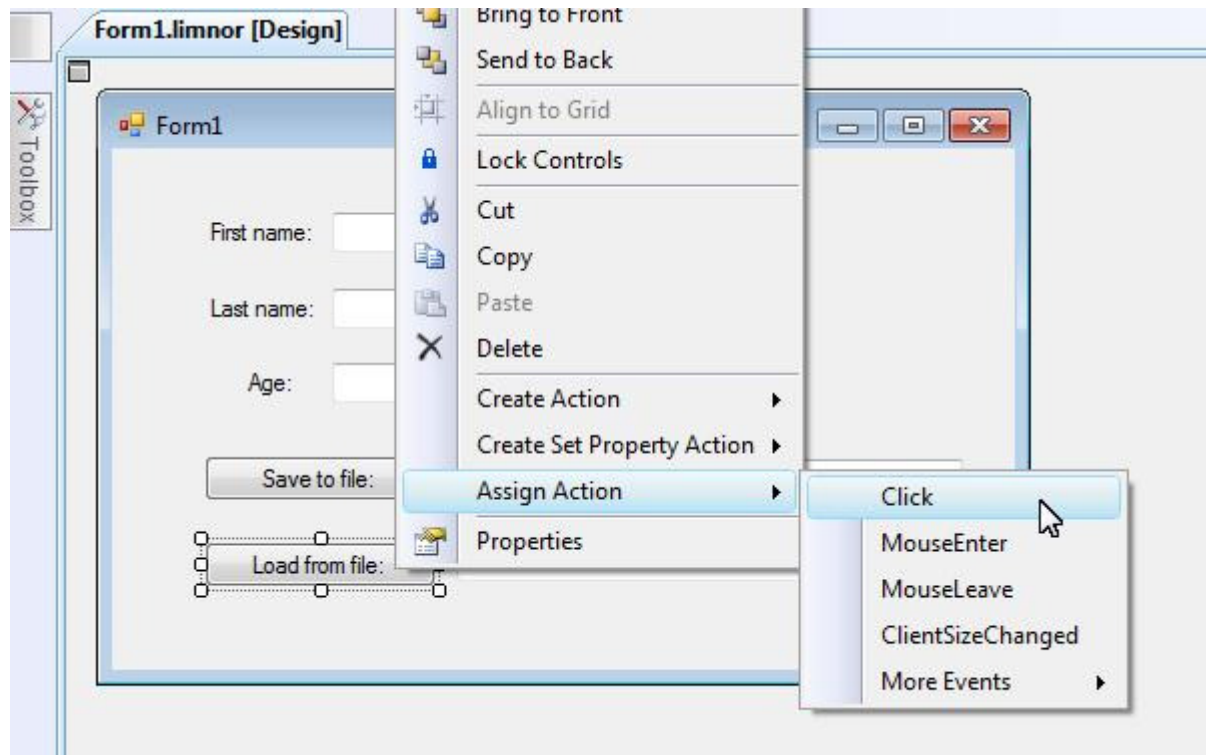 Form1.limnor [Design]
Toolbox
Form1
First name:
Last name:
Age:
Save to file:
Load from file:
Bring to Front
Send to Back
Align to Grid
Lock Controls
Cut
Copy
Paste
Delete
Create Action
Create Set Property Action
Assign Action
Properties
Click
MouseEnter
MouseLeave
ClientSizeChanged
More Events